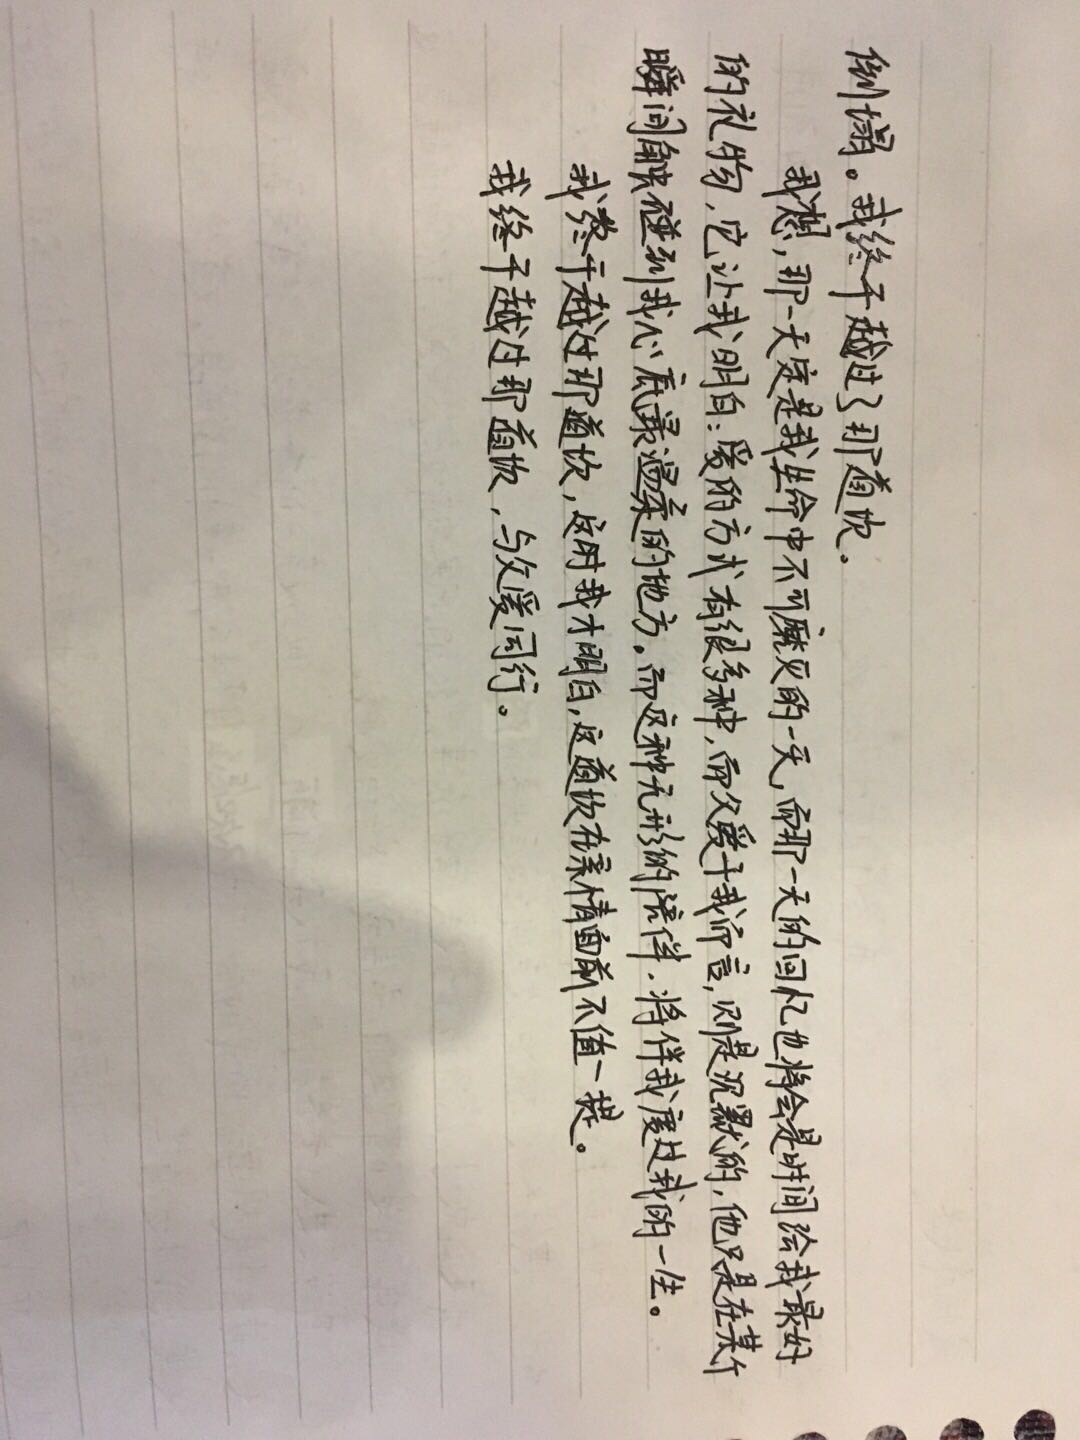 倒塌。我终于越过了那道坎。
我想，那一天定是我生命中不可磨灭的一天，而那一天的回忆也将会是时间给我最好
的礼物，它让我明白：爱的方式有很多种，而父爱于我而言，则是沉默的，他只是在某个
瞬间触碰到我心底最温柔的地方。而这种无形的陪伴，将伴我度过我的一生。
我终于越过那道坎，这时我才明白，这道坎在亲情面前不值一提。
我终于越过那道坎，与父爱同行。